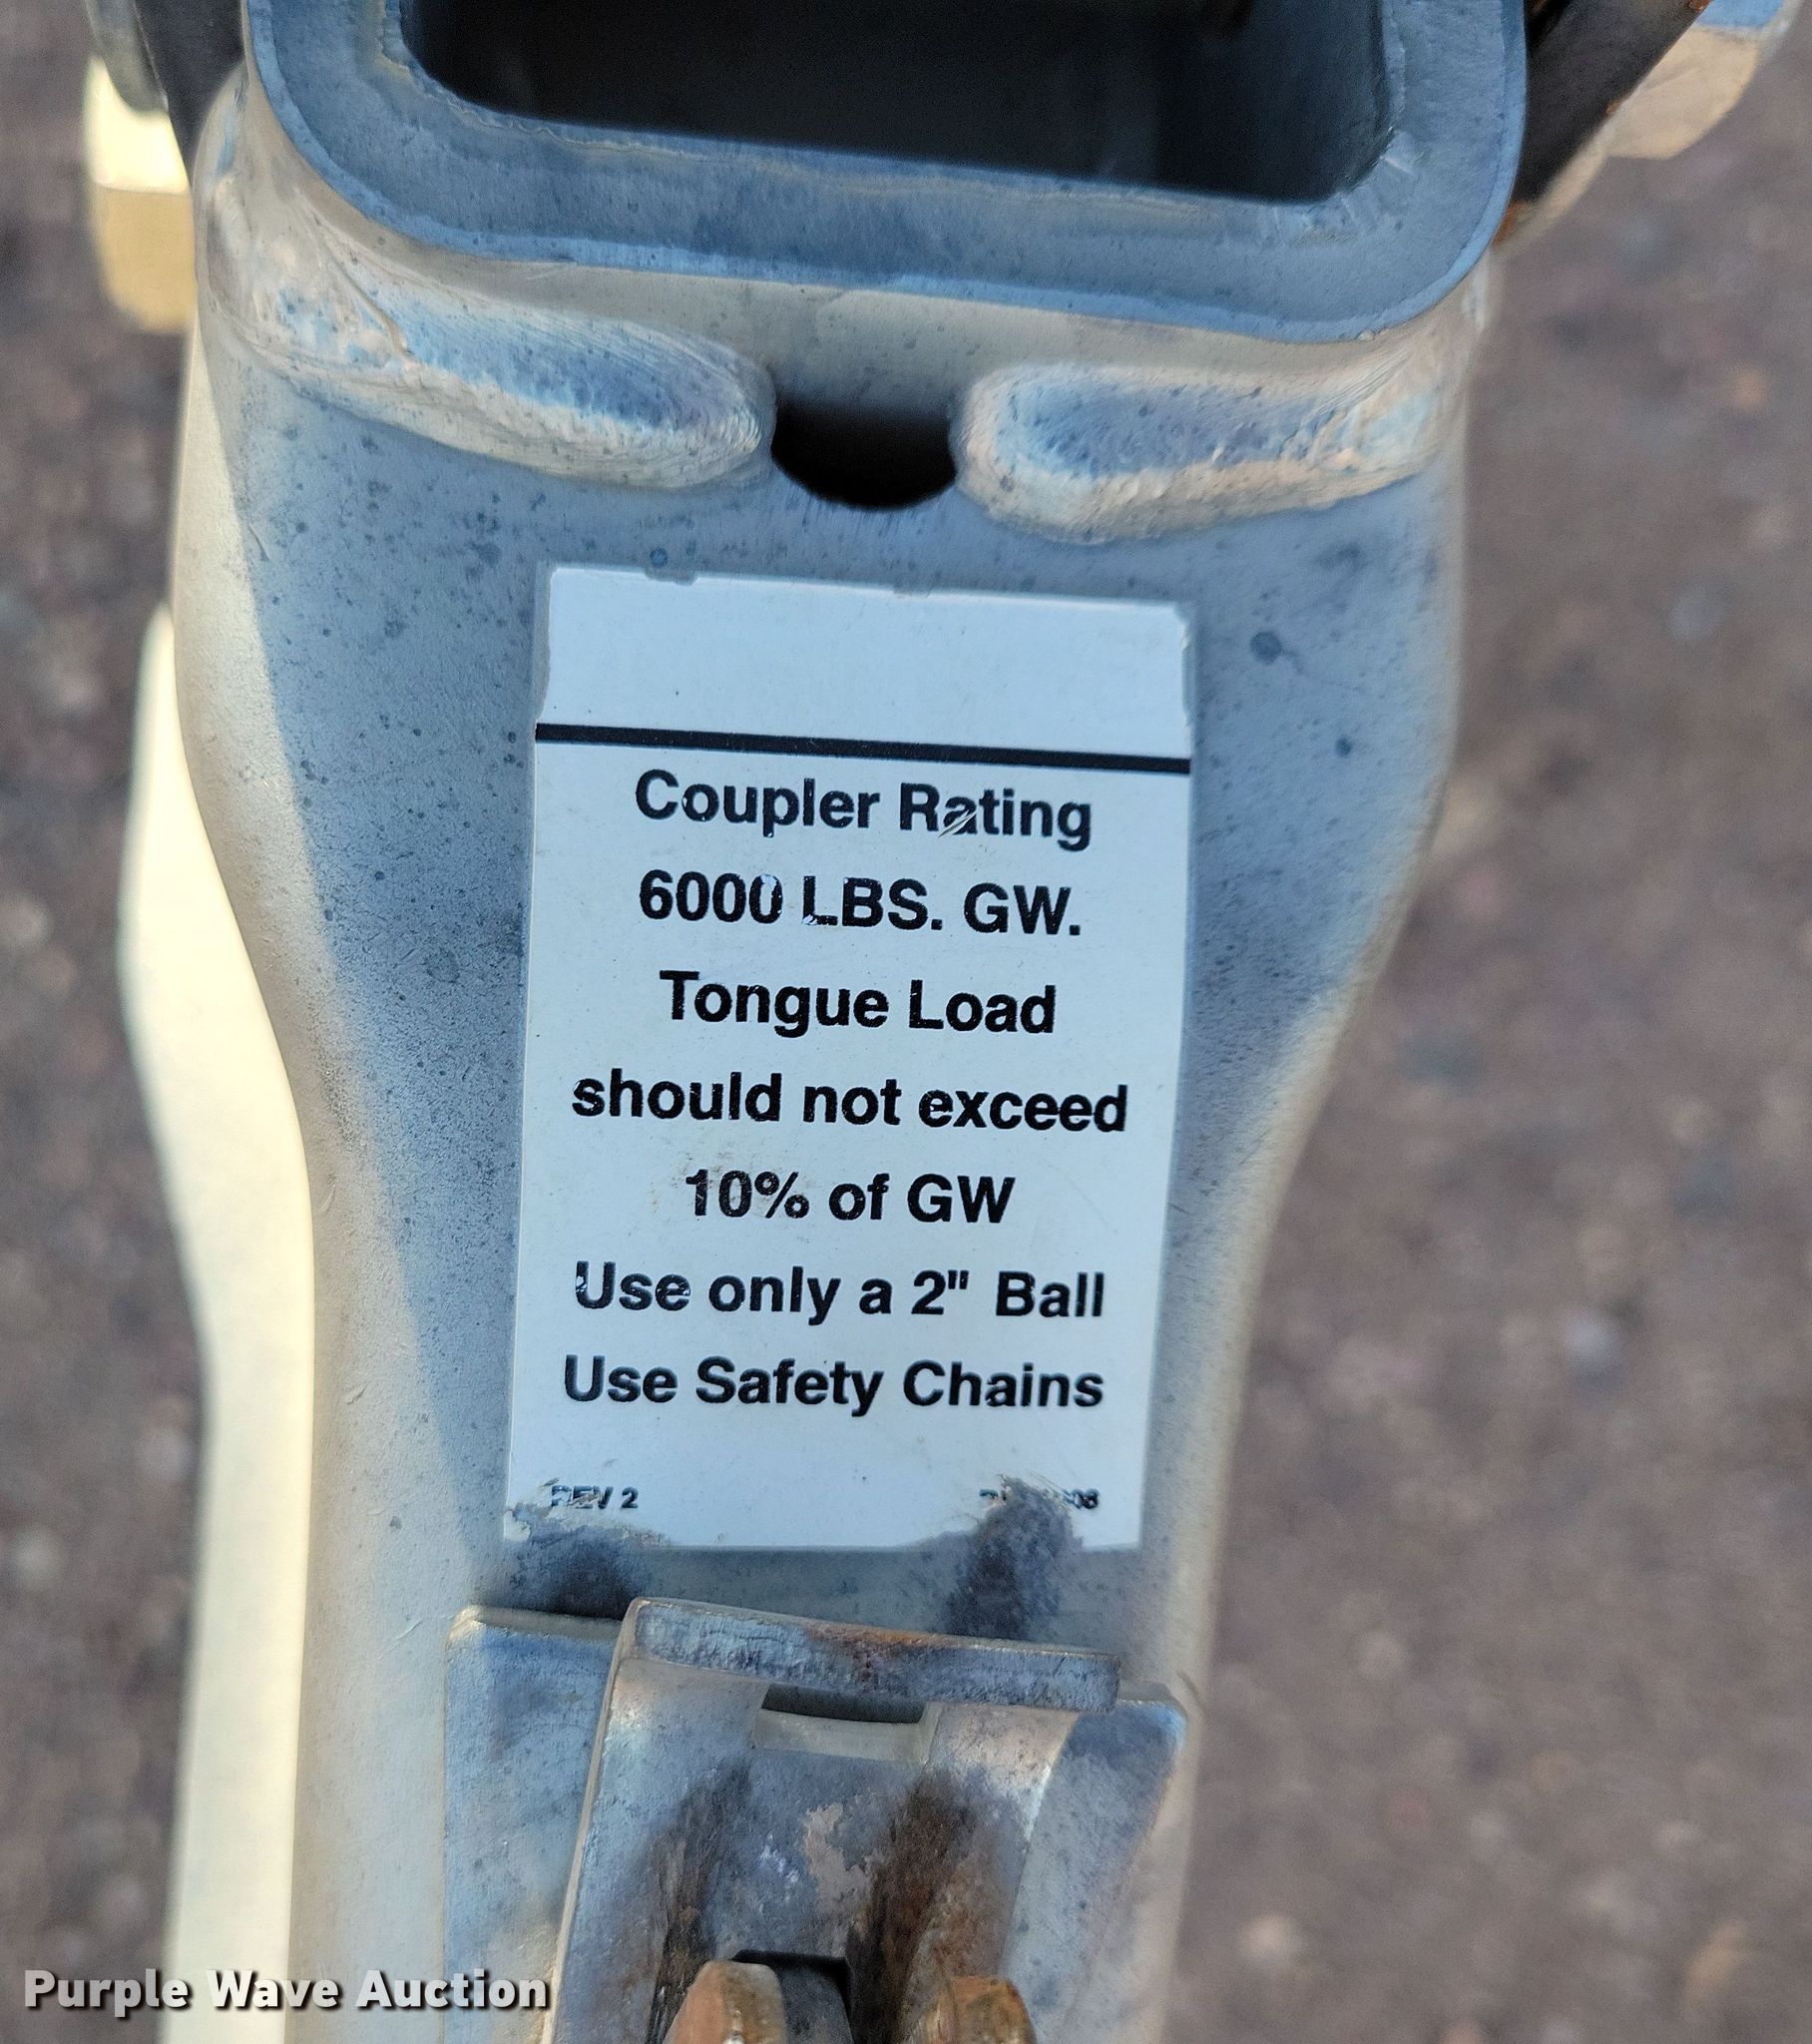 Coupler Rating
6000 LBS. GW.
Tongue Load
should not exceed
10% of GW
Use only a 2" Ball
Use Safety Chains
REV 2
Purple Wave Auction